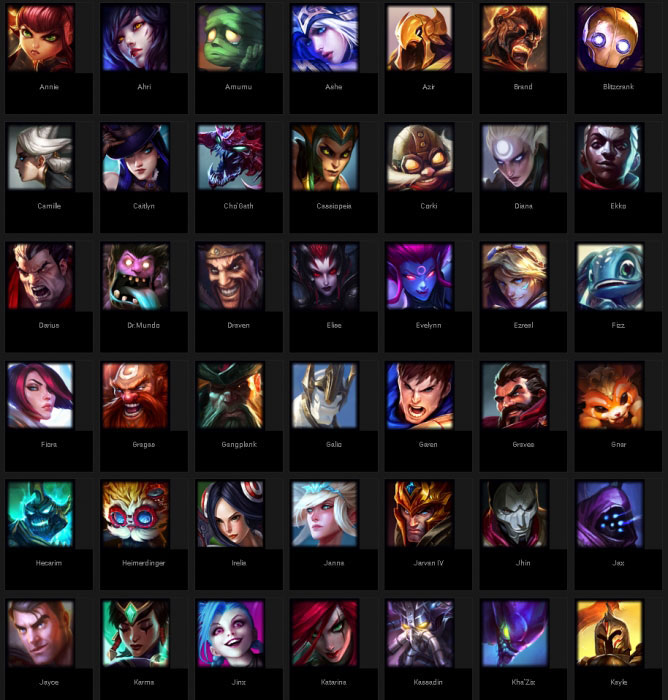 Annie Ahri Amumu Ashe Azir Brand Blitzcrank
Camille Caitlyn Cho'Gath Cassiopeia Corki Diana Ekko
Darius Dr.Mundo Draven Elise Evelynn Ezreal Fizz
Fiora Gragas Gangplank Galio Garen Graves Gnar
Hecarim Heimerdinger Irelia Janna Jarvan IV Jhin Jax
Jayce Karma Jinx Katarina Kassadin Kha'Zix Kayle